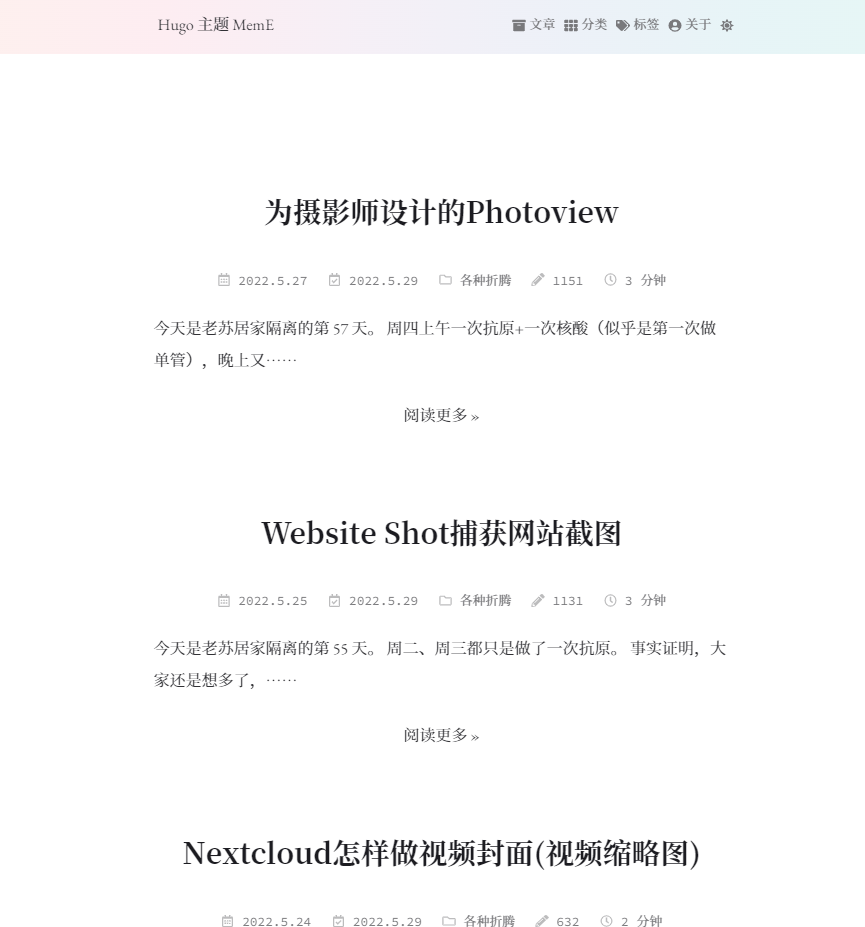 Hugo 主题 MemE
文章 分类 标签 关于
为摄影师设计的Photoview
2022.5.27 2022.5.29 各种折腾 1151 3 分钟
今天是老苏居家隔离的第 57 天。 周四上午一次抗原+一次核酸（似乎是第一次做
单管），晚上又……
阅读更多 »
Website Shot捕获网站截图
2022.5.25 2022.5.29 各种折腾 1131 3 分钟
今天是老苏居家隔离的第 55 天。 周二、周三都只是做了一次抗原。 事实证明，大
家还是想多了，……
阅读更多 »
Nextcloud怎样做视频封面(视频缩略图)
2022.5.24 2022.5.29 各种折腾 632 2 分钟